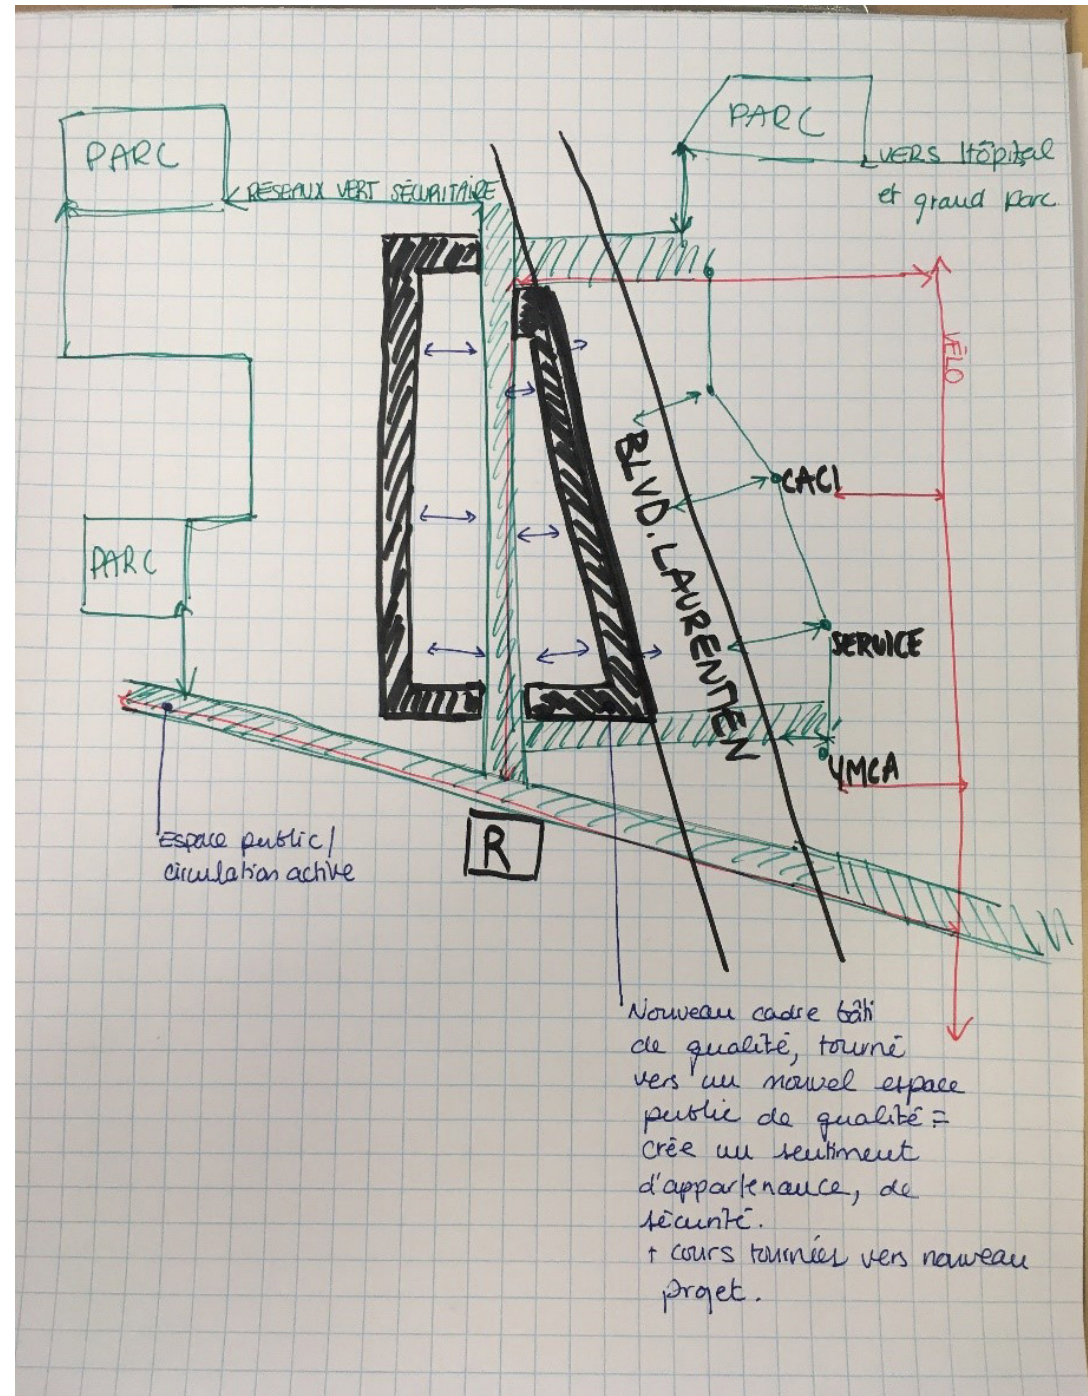 PARC
PARC
VERS Hôpital
et grand parc
RÉSEAUX VERT SÉCURITAIRE
VÉLO
BLVD. LAURENTIEN
CACI
PARC
SERVICE
YMCA
R
Espace public/
circulation active
Nouveau cadre bâti
de qualité, tourné
vers un nouvel espace
public de qualité =
crée un sentiment
d'appartenance, de
sécurité.
+ cours tournées vers nouveau
projet.